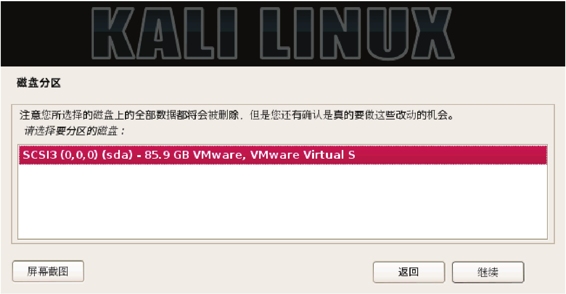 KALI LINUX
磁盘分区
注意您所选择的磁盘上的全部数据都将会被删除，但是您还有确认是真的要做这些改动的机会。
请选择要分区的磁盘：
SCSI3 (0,0,0) (sda) - 85.9 GB VMware, VMware Virtual S
屏幕截图
返回
继续